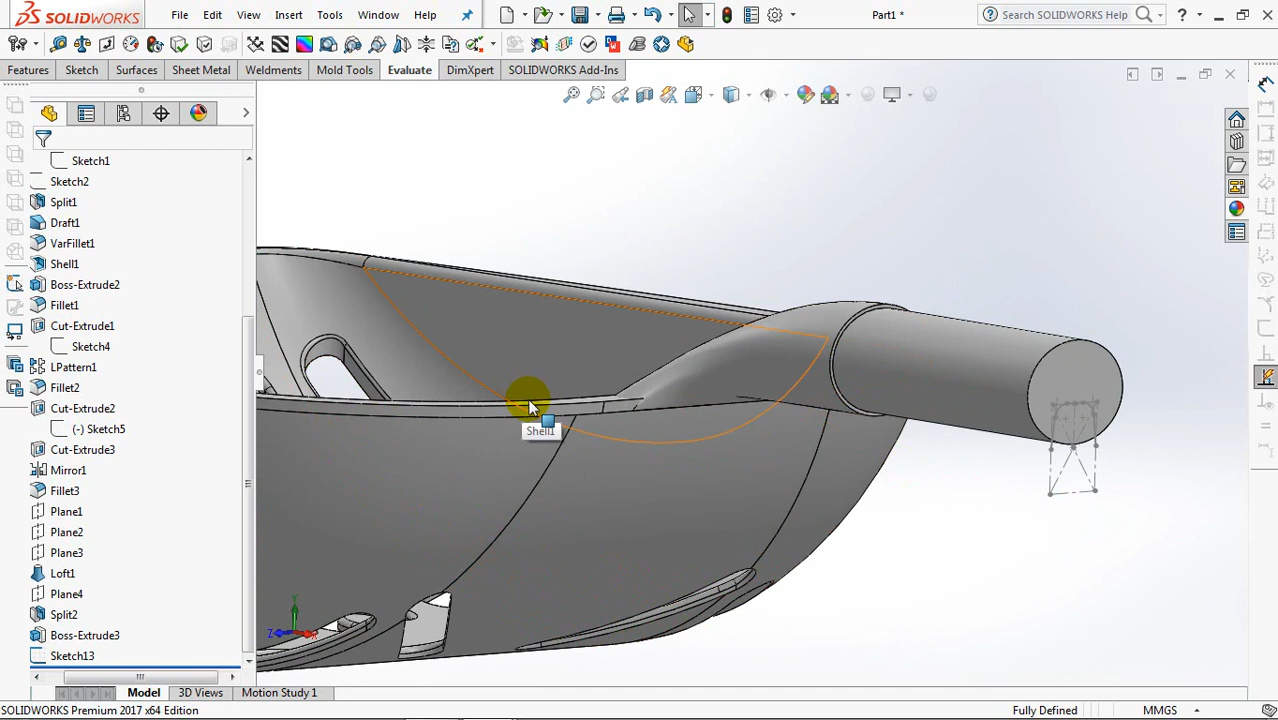 SOLIDWORKS File Edit View Insert Tools Window Help Part1 * Search SOLIDWORKS Help
Features Sketch Surfaces Sheet Metal Weldments Mold Tools Evaluate DimXpert SOLIDWORKS Add-Ins
Sketch1
Sketch2
Split1
Draft1
VarFillet1
Shell1
Boss-Extrude2
Fillet1
Cut-Extrude1
Sketch4
LPattern1
Fillet2
Cut-Extrude2
(-) Sketch5
Cut-Extrude3
Mirror1
Fillet3
Plane1
Plane2
Plane3
Loft1
Plane4
Split2
Boss-Extrude3
Sketch13
Shell1
Y
Z
Model 3D Views Motion Study 1
SOLIDWORKS Premium 2017 x64 Edition Fully Defined MMGS